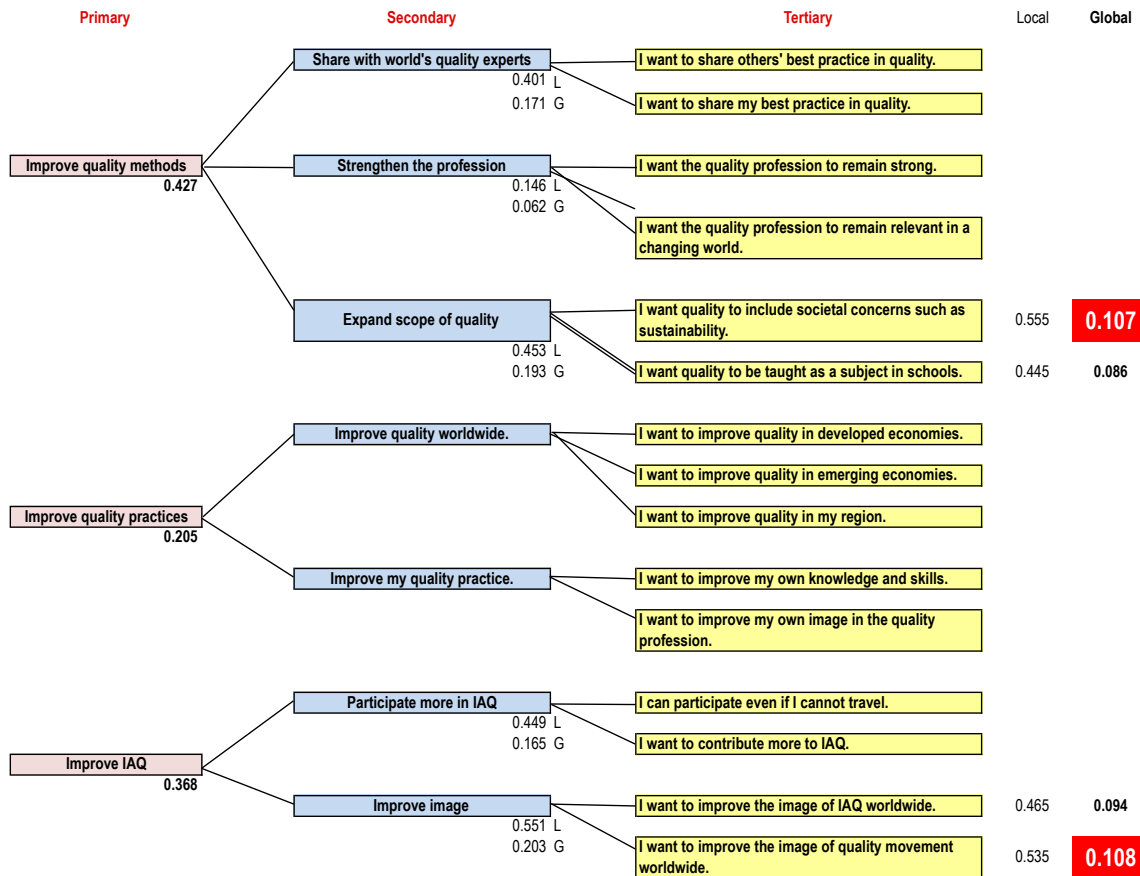 Primary Secondary Tertiary Local Global
Share with world's quality experts I want to share others' best practice in quality.
0.401 L
I want to share my best practice in quality.
0.171 G
Improve quality methods Strengthen the profession I want the quality profession to remain strong.
0.427 0.146 L
0.062 G
I want the quality profession to remain relevant in a
changing world.
Expand scope of quality I want quality to include societal concerns such as
sustainability. 0.555 0.107
0.453 L
0.193 G I want quality to be taught as a subject in schools. 0.445 0.086
Improve quality worldwide. I want to improve quality in developed economies.
I want to improve quality in emerging economies.
Improve quality practices I want to improve quality in my region.
0.205
Improve my quality practice. I want to improve my own knowledge and skills.
I want to improve my own image in the quality
profession.
Participate more in IAQ I can participate even if I cannot travel.
0.449 L
0.165 G I want to contribute more to IAQ.
Improve IAQ
0.368
Improve image I want to improve the image of IAQ worldwide. 0.465 0.094
0.551 L
0.203 G I want to improve the image of quality movement
worldwide. 0.535 0.108